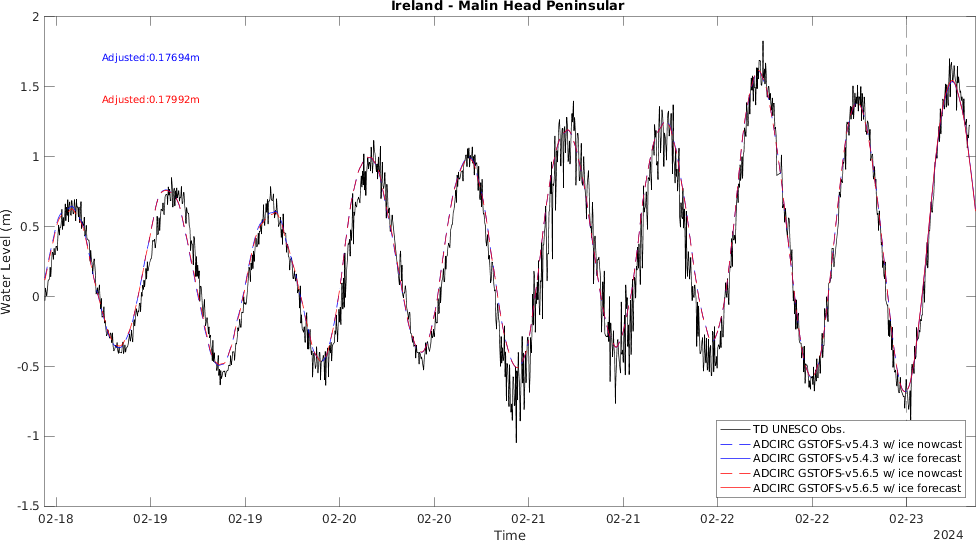 Ireland - Malin Head Peninsular
Adjusted:0.17694m
Adjusted:0.17992m
Water Level (m)
2
1.5
1
0.5
0
-0.5
-1
-1.5
TD UNESCO Obs.
ADCIRC GSTOFS-v5.4.3 w/ ice nowcast
ADCIRC GSTOFS-v5.4.3 w/ ice forecast
ADCIRC GSTOFS-v5.6.5 w/ ice nowcast
ADCIRC GSTOFS-v5.6.5 w/ ice forecast
02-18 02-19 02-19 02-20 02-20 02-21 02-21 02-22 02-22 02-23
Time
2024